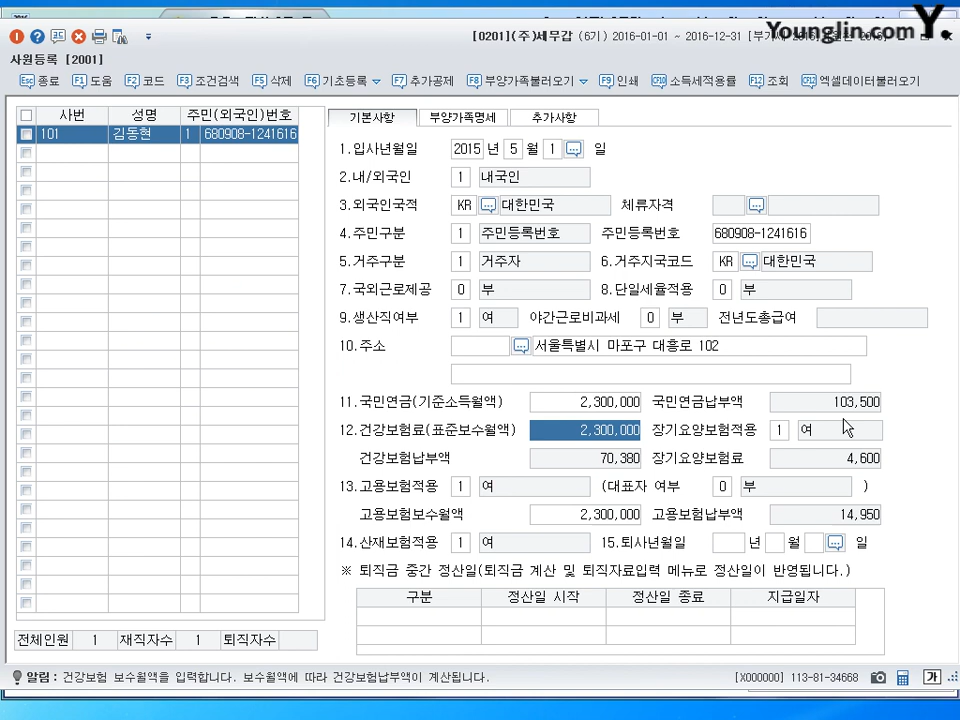 Younglin.com Y.
[0201](주)세무갑 (6기) 2016-01-01 ~ 2016-12-31
사원등록 [2001]
Esc 종료 F1 도움 F2 코드 F3 조건검색 F5 삭제 F6 기초등록 F7 추가공제 F8 부양가족불러오기 F9 인쇄 CF10 소득세적용률 F12 조회 CF12 엑셀데이터불러오기
사번 성명 주민(외국인)번호
101 김동현 1 680908-1241616
기본사항 부양가족명세 추가사항
1.입사년월일 2015 년 5 월 1 일
2.내/외국인 1 내국인
3.외국인국적 KR 대한민국 체류자격
4.주민구분 1 주민등록번호 주민등록번호 680908-1241616
5.거주구분 1 거주자 6.거주지국코드 KR 대한민국
7.국외근로제공 0 부 8.단일세율적용 0 부
9.생산직여부 1 여 야간근로비과세 0 부 전년도총급여
10.주소 서울특별시 마포구 대흥로 102
11.국민연금(기준소득월액) 2,300,000 국민연금납부액 103,500
12.건강보험료(표준보수월액) 2,300,000 장기요양보험적용 1 여
건강보험납부액 70,380 장기요양보험료 4,600
13.고용보험적용 1 여 (대표자 여부 0 부 )
고용보험보수월액 2,300,000 고용보험납부액 14,950
14.산재보험적용 1 여 15.퇴사년월일 년 월 일
※ 퇴직금 중간 정산일(퇴직금 계산 및 퇴직자료입력 메뉴로 정산일이 반영됩니다.)
구분 정산일 시작 정산일 종료 지급일자
전체인원 1 재직자수 1 퇴직자수
알림 : 건강보험 보수월액을 입력합니다. 보수월액에 따라 건강보험납부액이 계산됩니다. [X000000] 113-81-34668 가